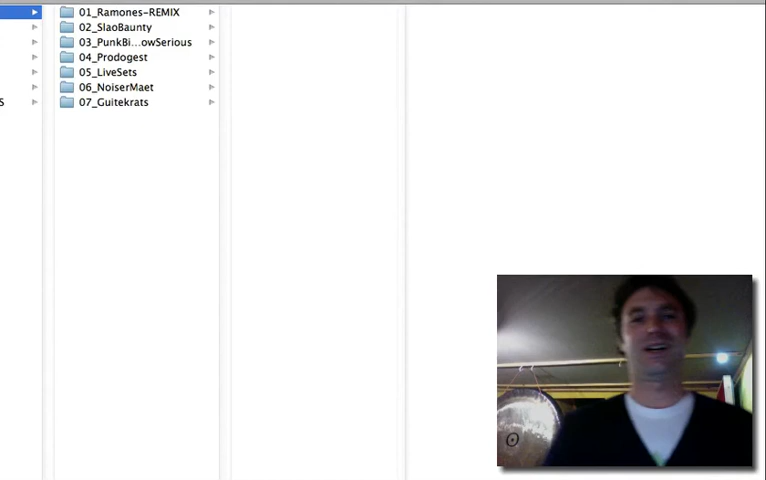 01_Ramones-REMIX
02_SlaoBaunty
03_PunkBi...owSerious
04_Prodogest
05_LiveSets
06_NoiserMaet
S
07_Guitekrats